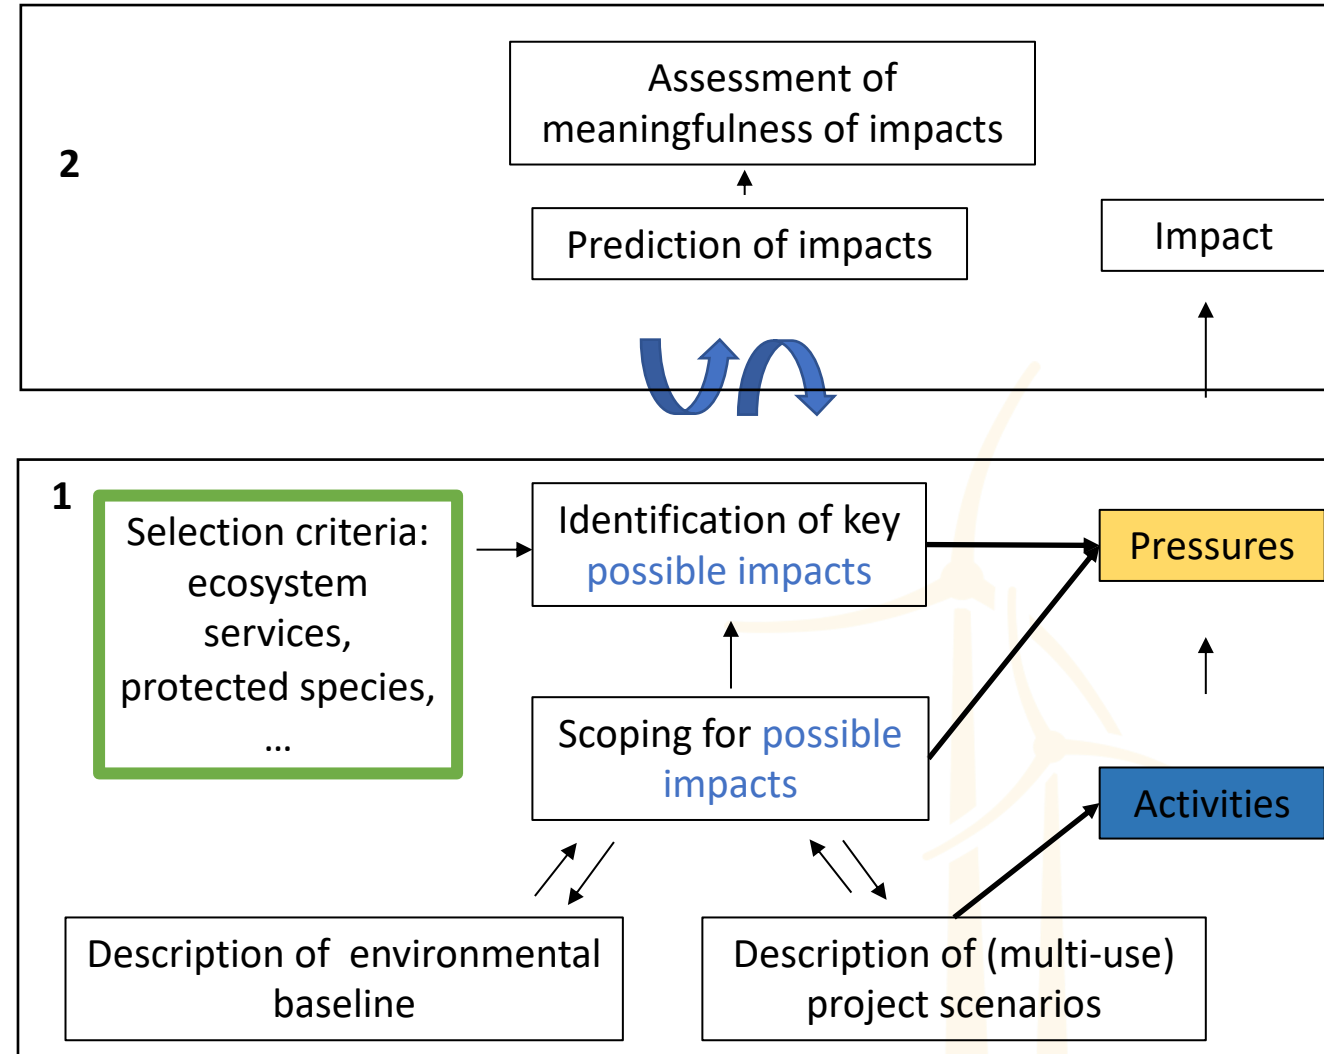 Assessment of
meaningfulness of impacts
2
Prediction of impacts
Impact
1
Selection criteria:
ecosystem
services,
protected species,
...
Identification of key
possible impacts
Pressures
Scoping for possible
impacts
Activities
Description of environmental
baseline
Description of (multi-use)
project scenarios